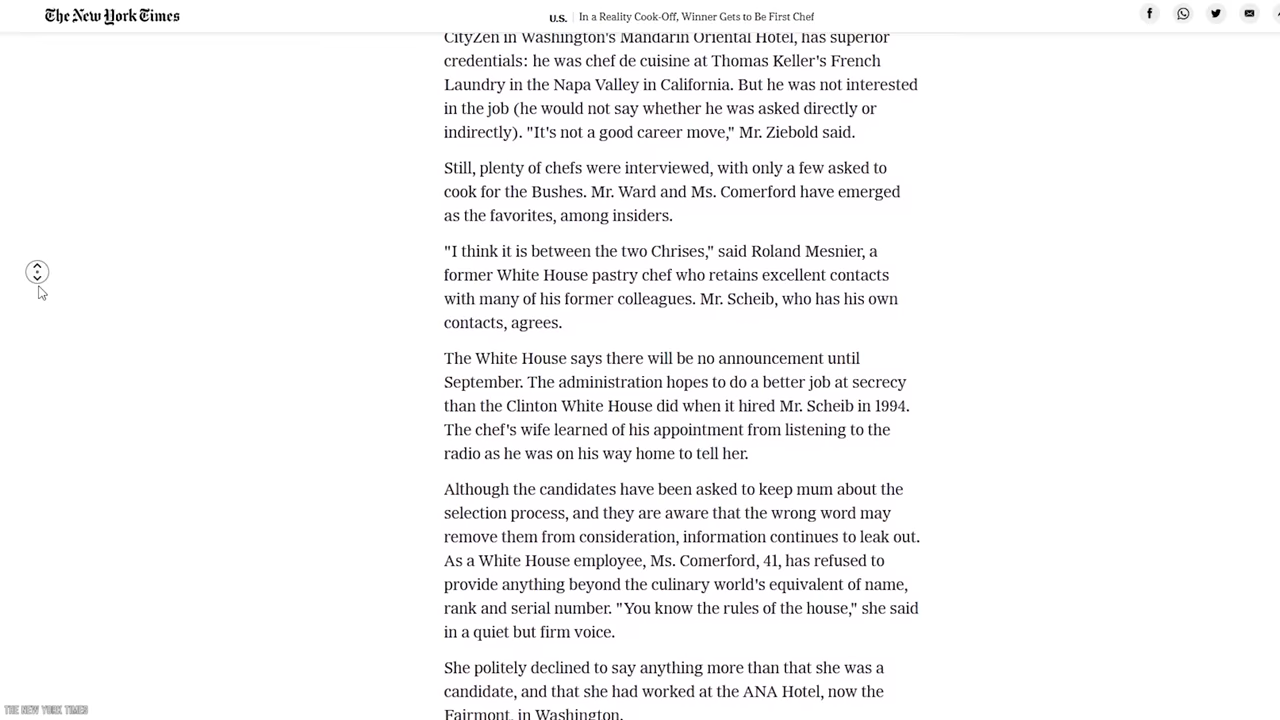 The New York Times
U.S. In a Reality Cook-Off, Winner Gets to Be First Chef
CityZen in Washington's Mandarin Oriental Hotel, has superior
credentials: he was chef de cuisine at Thomas Keller's French
Laundry in the Napa Valley in California. But he was not interested
in the job (he would not say whether he was asked directly or
indirectly). "It's not a good career move," Mr. Ziebold said.
Still, plenty of chefs were interviewed, with only a few asked to
cook for the Bushes. Mr. Ward and Ms. Comerford have emerged
as the favorites, among insiders.
"I think it is between the two Chrises," said Roland Mesnier, a
former White House pastry chef who retains excellent contacts
with many of his former colleagues. Mr. Scheib, who has his own
contacts, agrees.
The White House says there will be no announcement until
September. The administration hopes to do a better job at secrecy
than the Clinton White House did when it hired Mr. Scheib in 1994.
The chef's wife learned of his appointment from listening to the
radio as he was on his way home to tell her.
Although the candidates have been asked to keep mum about the
selection process, and they are aware that the wrong word may
remove them from consideration, information continues to leak out.
As a White House employee, Ms. Comerford, 41, has refused to
provide anything beyond the culinary world's equivalent of name,
rank and serial number. "You know the rules of the house," she said
in a quiet but firm voice.
She politely declined to say anything more than that she was a
candidate, and that she had worked at the ANA Hotel, now the
Fairmont, in Washington.
THE NEW YORK TIMES